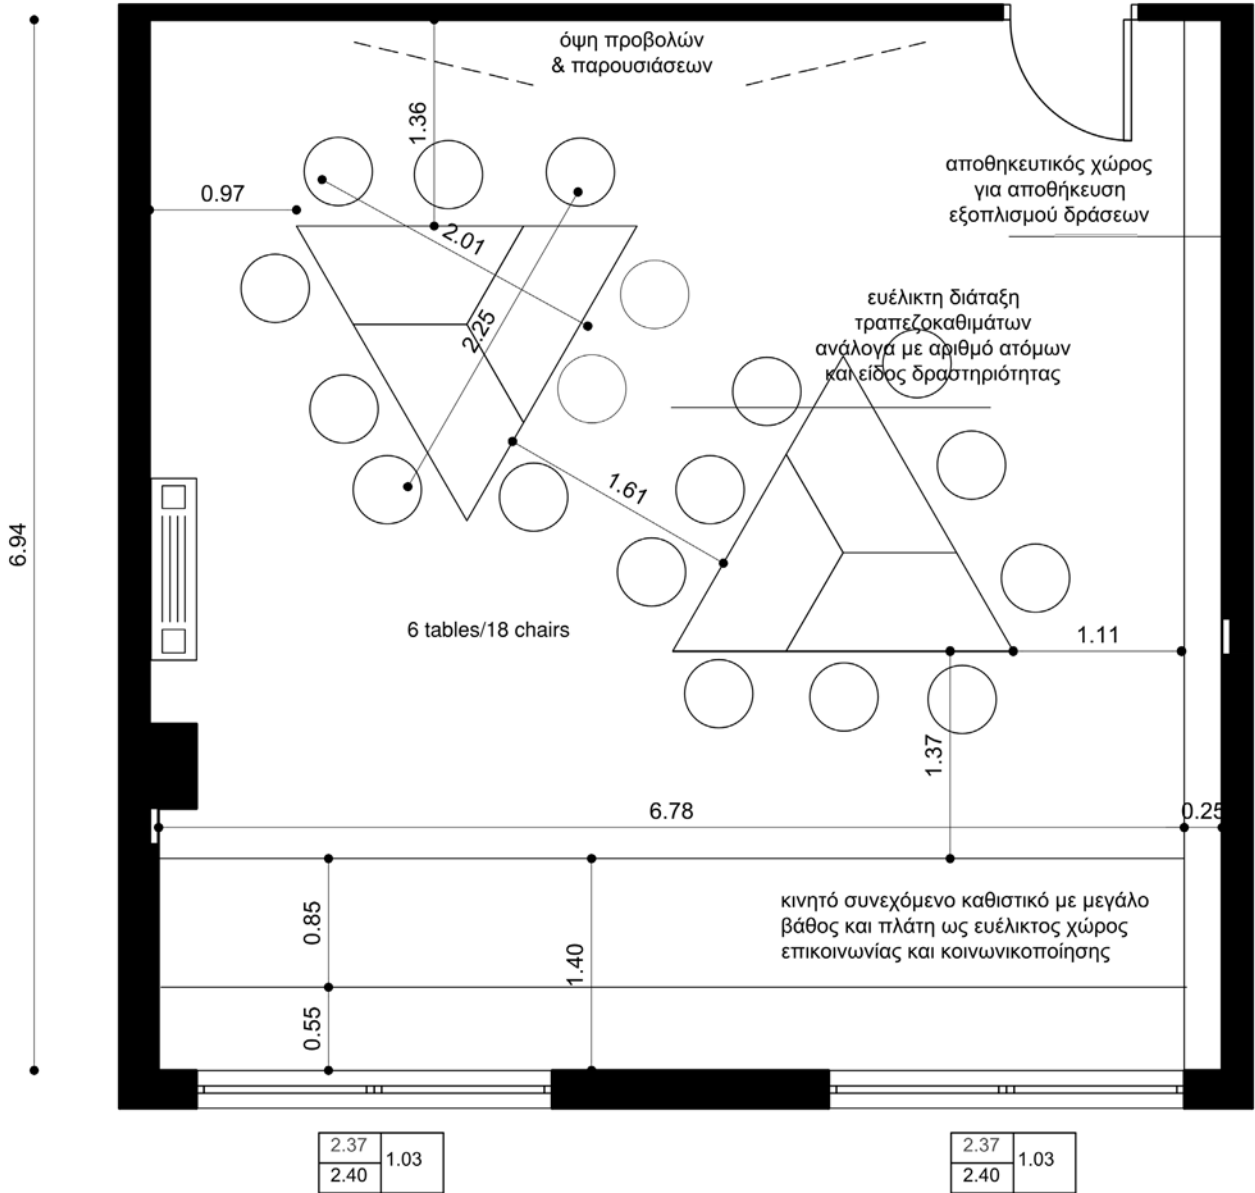 όψη προβολών
& παρουσιάσεων
1.36
αποθηκευτικός χώρος
για αποθήκευση
εξοπλισμού δράσεων
0.97
2.01
ευέλικτη διάταξη
τραπεζοκαθιμάτων
ανάλογα με αριθμό ατόμων
και είδος δραστηριότητας
2.25
1.61
6.94
6 tables/18 chairs
1.11
1.37
6.78
0.25
0.85
1.40
κινητό συνεχόμενο καθιστικό με μεγάλο
βάθος και πλάτη ως ευέλικτος χώρος
επικοινωνίας και κοινωνικοποίησης
0.55
2.37
1.03
2.40
2.37
1.03
2.40